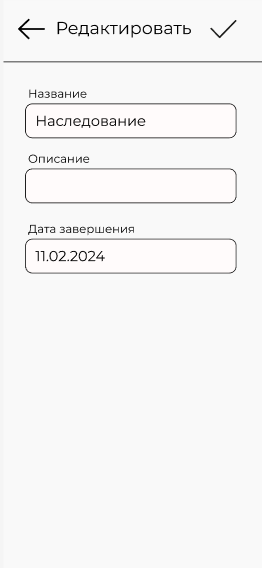 Редактировать
Название
Наследование
Описание
Дата завершения
11.02.2024